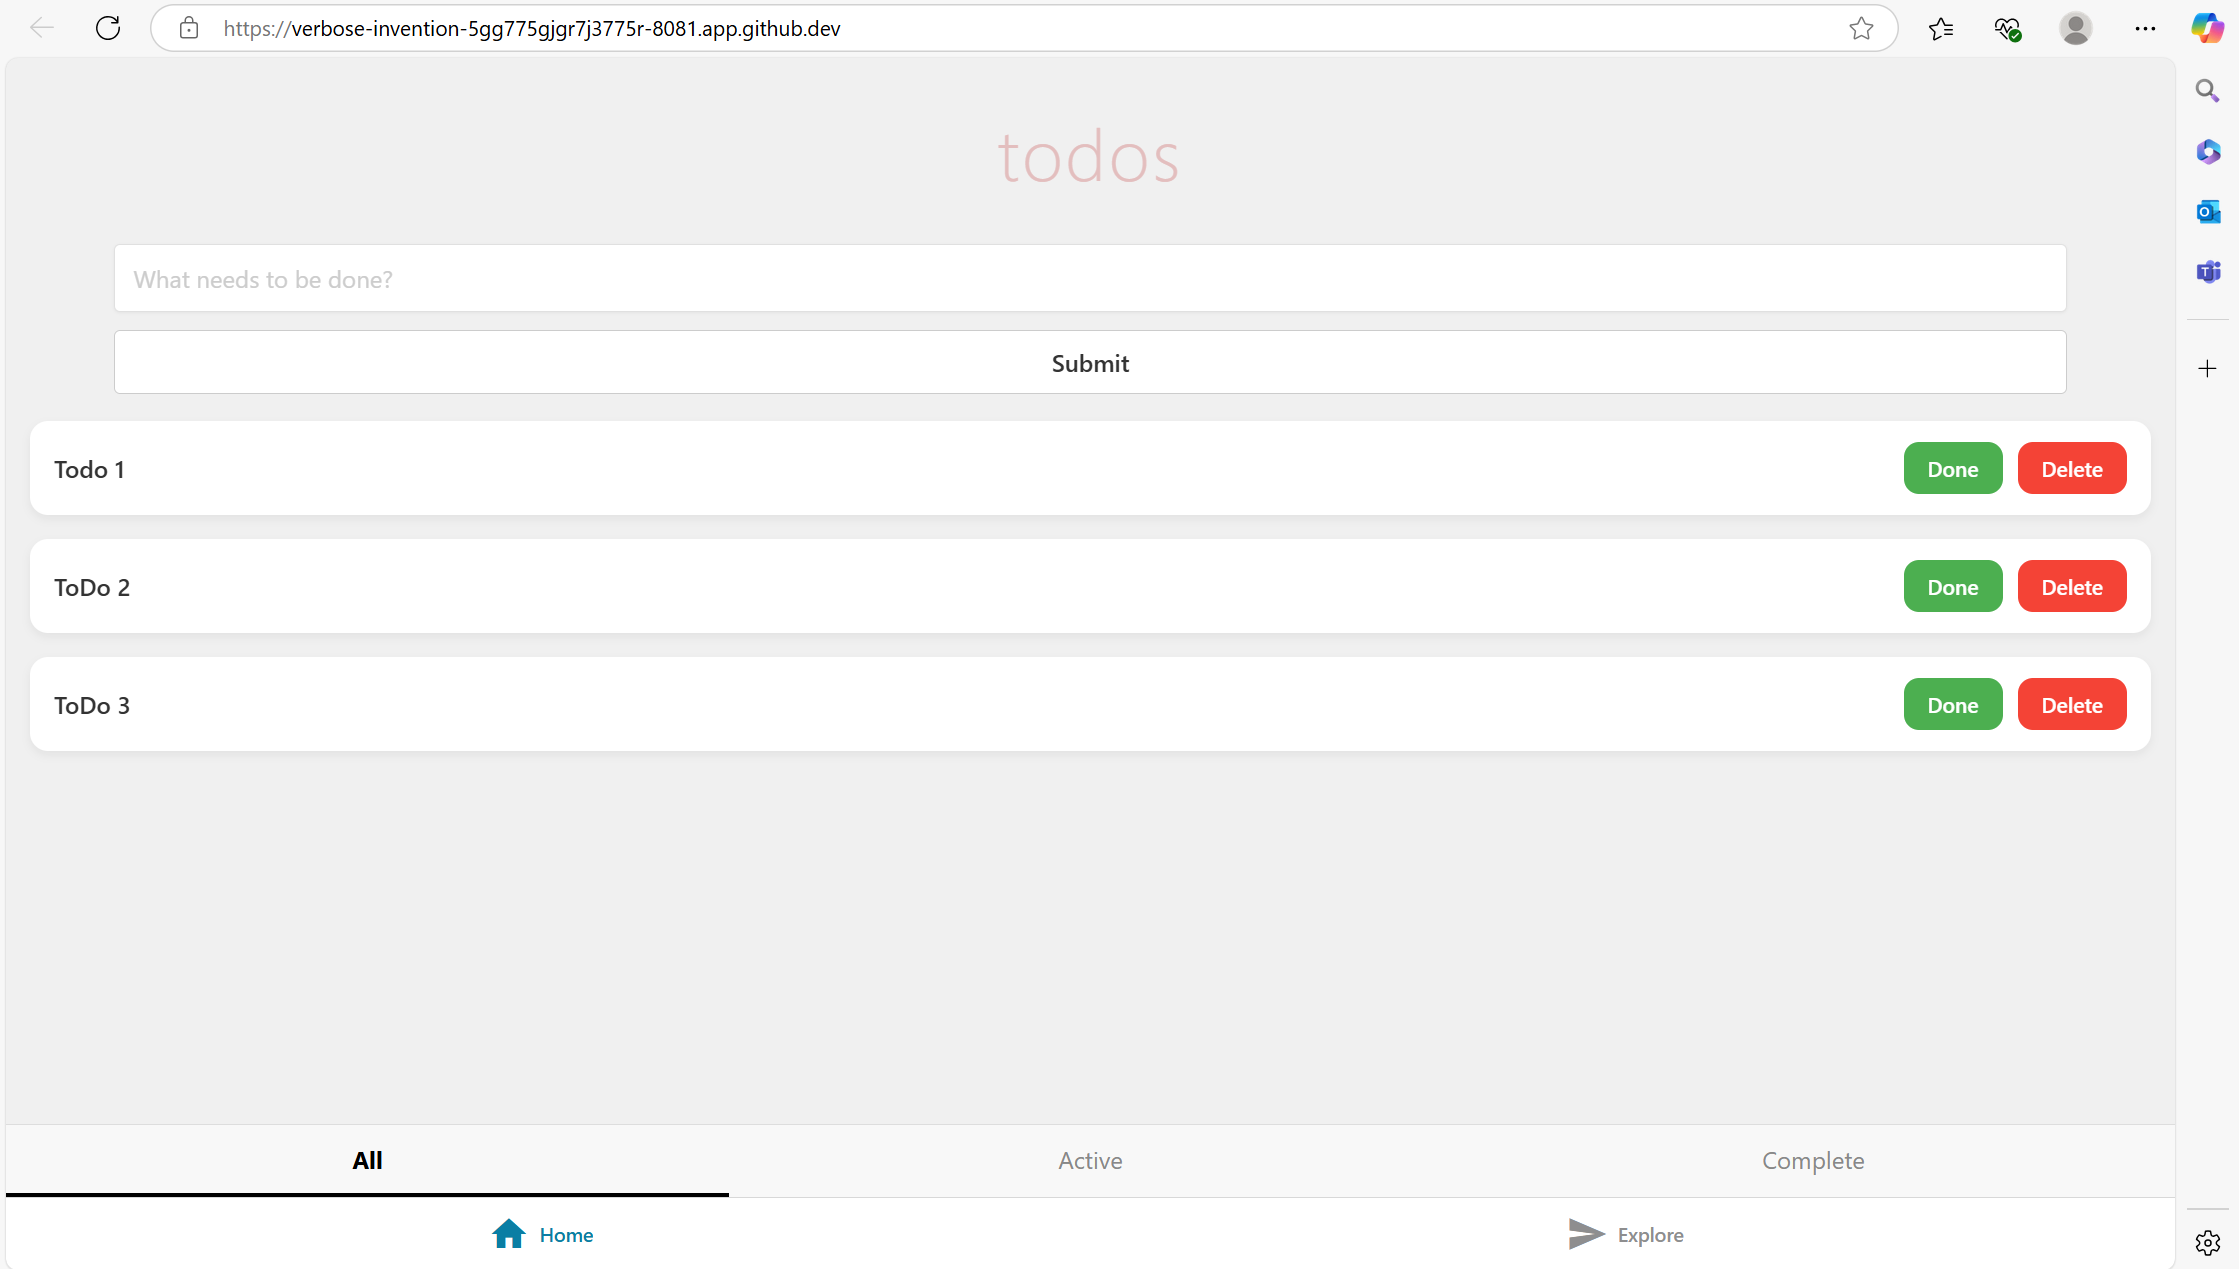 https://verbose-invention-5gg775gjgr7j3775r-8081.app.github.dev
todos
What needs to be done?
Submit
Todo 1 Done Delete
ToDo 2 Done Delete
ToDo 3 Done Delete
All Active Complete
Home Explore